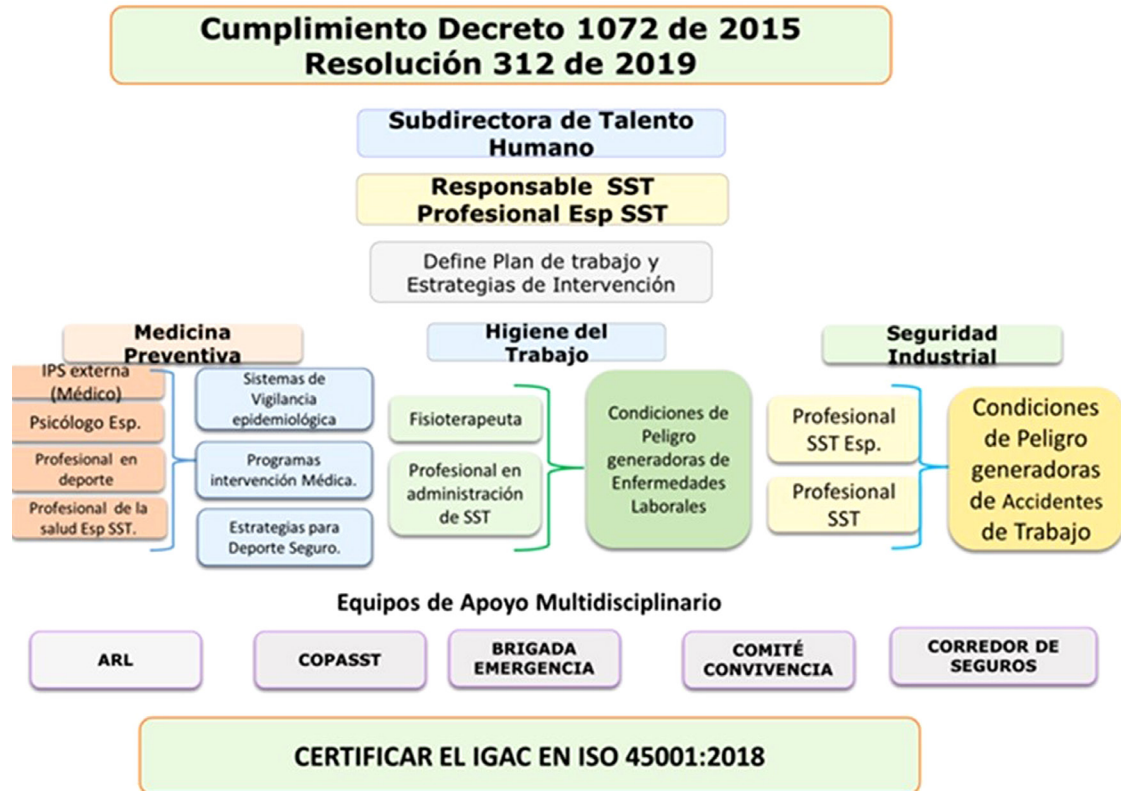 Cumplimiento Decreto 1072 de 2015
Resolución 312 de 2019
Subdirectora de Talento
Humano
Responsable SST
Profesional Esp SST
Define Plan de trabajo y
Estrategias de Intervención
Medicina
Preventiva
IPS externa
(Médico)
Psicólogo Esp.
Profesional en
deporte
Profesional de la
salud Esp SST.
Sistemas de
Vigilancia
epidemiológica
Programas
intervención Médica.
Estrategias para
Deporte Seguro.
Higiene del
Trabajo
Fisioterapeuta
Profesional en
administración
de SST
Condiciones de
Peligro
generadoras de
Enfermedades
Laborales
Seguridad
Industrial
Profesional
SST Esp.
Profesional
SST
Condiciones
de Peligro
generadoras
de Accidentes
de Trabajo
Equipos de Apoyo Multidisciplinario
ARL
COPASST
BRIGADA
EMERGENCIA
COMITÉ
CONVIVENCIA
CORREDOR DE
SEGUROS
CERTIFICAR EL IGAC EN ISO 45001:2018